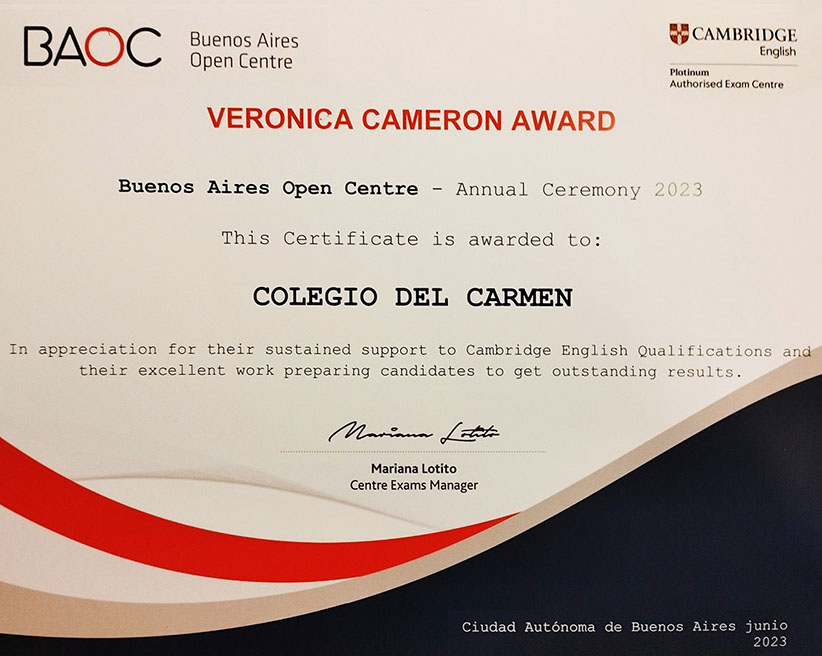 BAOC
Buenos Aires
Open Centre
CAMBRIDGE
English
Platinum
Authorised Exam Centre
VERONICA CAMERON AWARD
Buenos Aires Open Centre - Annual Ceremony 2023
This Certificate is awarded to:
COLEGIO DEL CARMEN
In appreciation for their sustained support to Cambridge English Qualifications and
their excellent work preparing candidates to get outstanding results.
Mariana Lotito
Mariana Lotito
Centre Exams Manager
Ciudad Autónoma de Buenos Aires junio
2023